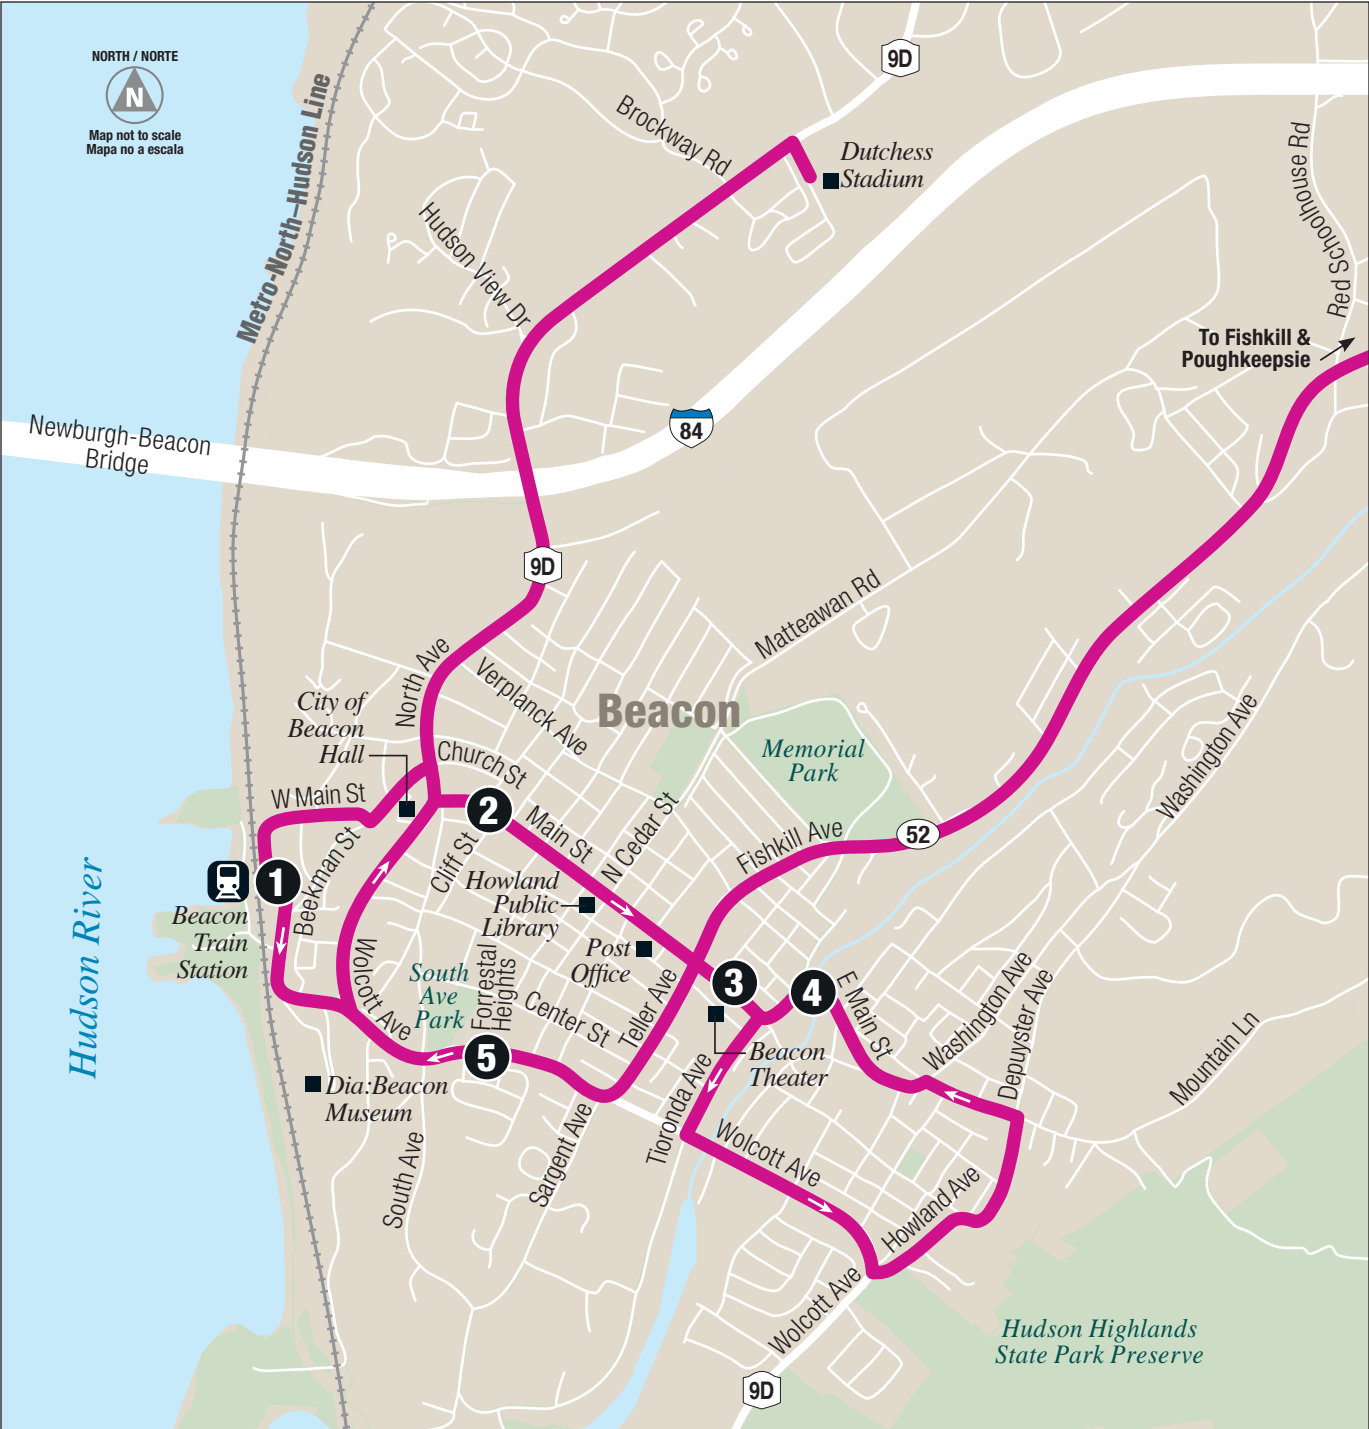 NORTH / NORTE
N
Map not to scale
Mapa no a escala
Metro-North–Hudson Line
9D
Brockway Rd
Dutchess
Stadium
Red Schoolhouse Rd
Hudson View Dr
To Fishkill &
Poughkeepsie
84
Newburgh-Beacon
Bridge
9D
Matteawan Rd
North Ave
Verplanck Ave
Beacon
City of
Beacon
Hall
Church St
Memorial
Park
Washington Ave
W Main St
2
Main St
N Cedar St
Fishkill Ave
52
Beekman St
Cliff St
1
Hudson River
Howland
Public
Library
Beacon
Train
Station
Post
Office
Wolcott Ave
South
Ave
Park
Forrestal
Heights
Center St
Teller Ave
3
4
E Main St
Washington Ave
Depuyster Ave
5
Beacon
Theater
Mountain Ln
Dia:Beacon
Museum
Tioronda Ave
South Ave
Sargent Ave
Wolcott Ave
Howland Ave
Wolcott Ave
Hudson Highlands
State Park Preserve
9D